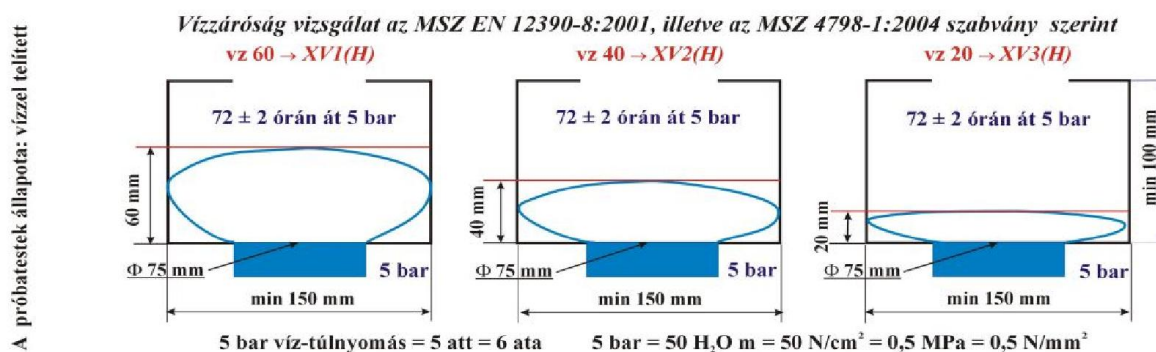 Vízzáróság vizsgálat az MSZ EN 12390-8:2001, illetve az MSZ 4798-1:2004 szabvány szerint
vz 60 → XV1(H)
vz 40 → XV2(H)
vz 20 → XV3(H)
A próbatestek állapota: vízzel telített
72 ± 2 órán át 5 bar
72 ± 2 órán át 5 bar
72 ± 2 órán át 5 bar
60 mm
40 mm
20 mm
min 100 mm
Φ 75 mm
5 bar
Φ 75 mm
5 bar
Φ 75 mm
5 bar
min 150 mm
min 150 mm
min 150 mm
5 bar víz-túlnyomás = 5 att = 6 ata
5 bar = 50 H₂O m = 50 N/cm² = 0,5 MPa = 0,5 N/mm²